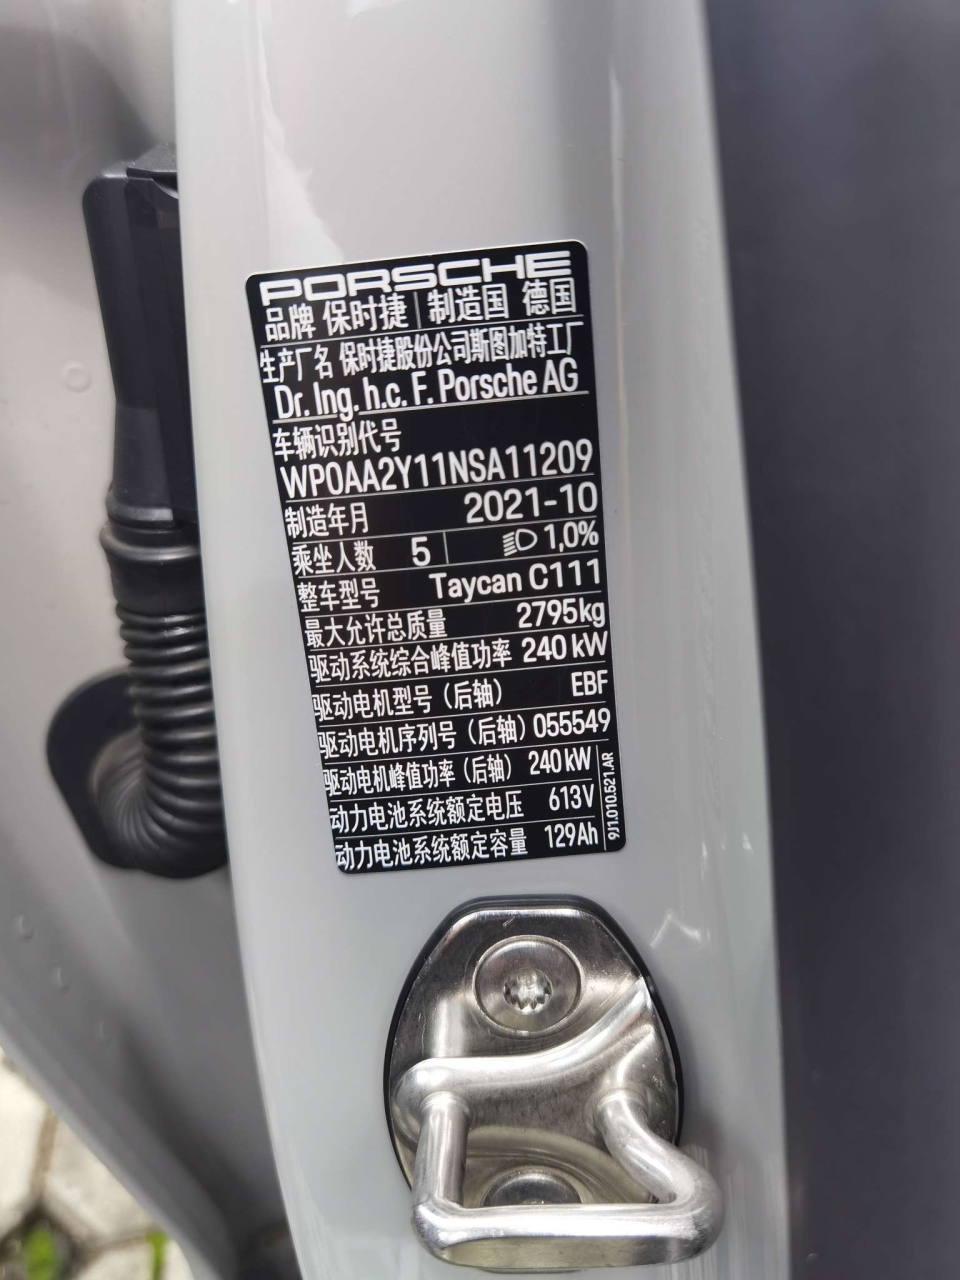 PORSCHE
品牌 保时捷 制造国 德国
生产厂名 保时捷股份公司斯图加特工厂
Dr. Ing. h.c. F. Porsche AG
车辆识别代号
WP0AA2Y11NSA11209
制造年月 2021-10
乘坐人数 5 1,0%
整车型号 Taycan C111
最大允许总质量 2795kg
驱动系统综合峰值功率 240 kW
驱动电机型号（后轴） EBF
驱动电机序列号（后轴） 055549
驱动电机峰值功率（后轴） 240 kW
动力电池系统额定电压 613V
动力电池系统额定容量 129Ah
9J1.010.521.AR